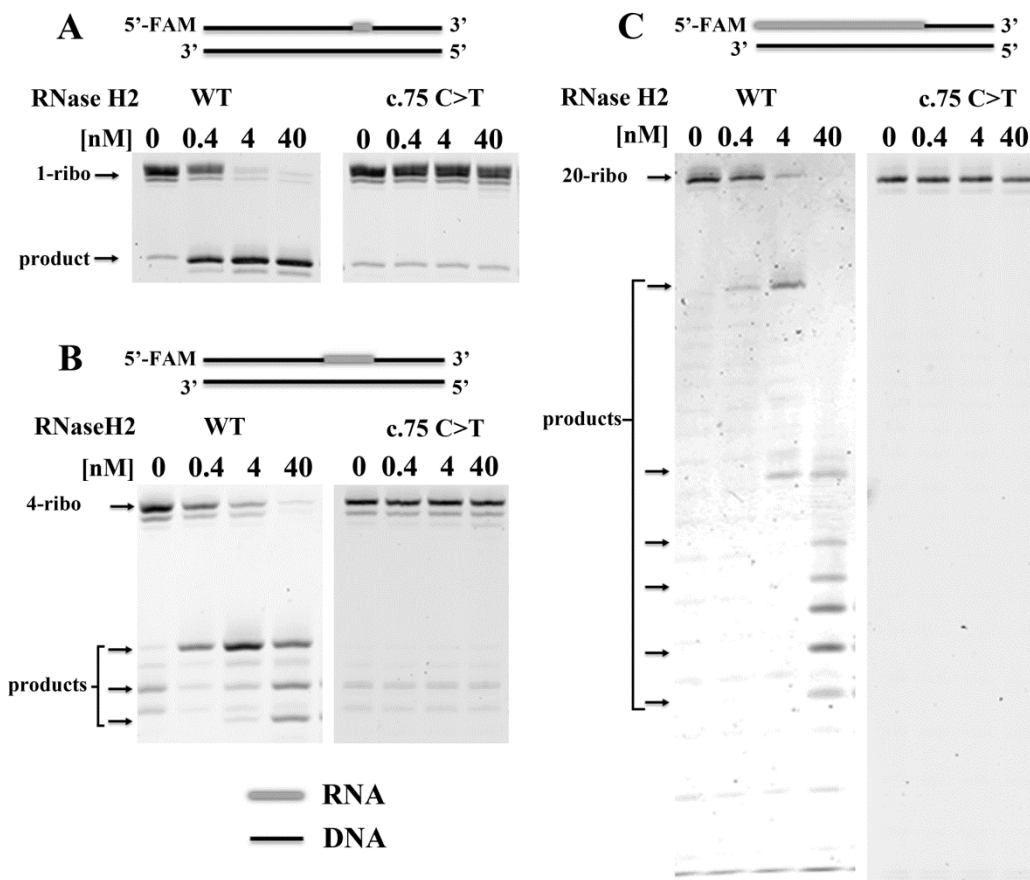 A
5'-FAM 3'
3' 5'
RNase H2 WT c.75 C>T
[nM] 0 0.4 4 40 0 0.4 4 40
1-ribo
product
B
5'-FAM 3'
3' 5'
RNaseH2 WT c.75 C>T
[nM] 0 0.4 4 40 0 0.4 4 40
4-ribo
products
RNA
DNA
C
5'-FAM 3'
3' 5'
RNase H2 WT c.75 C>T
[nM] 0 0.4 4 40 0 0.4 4 40
20-ribo
products